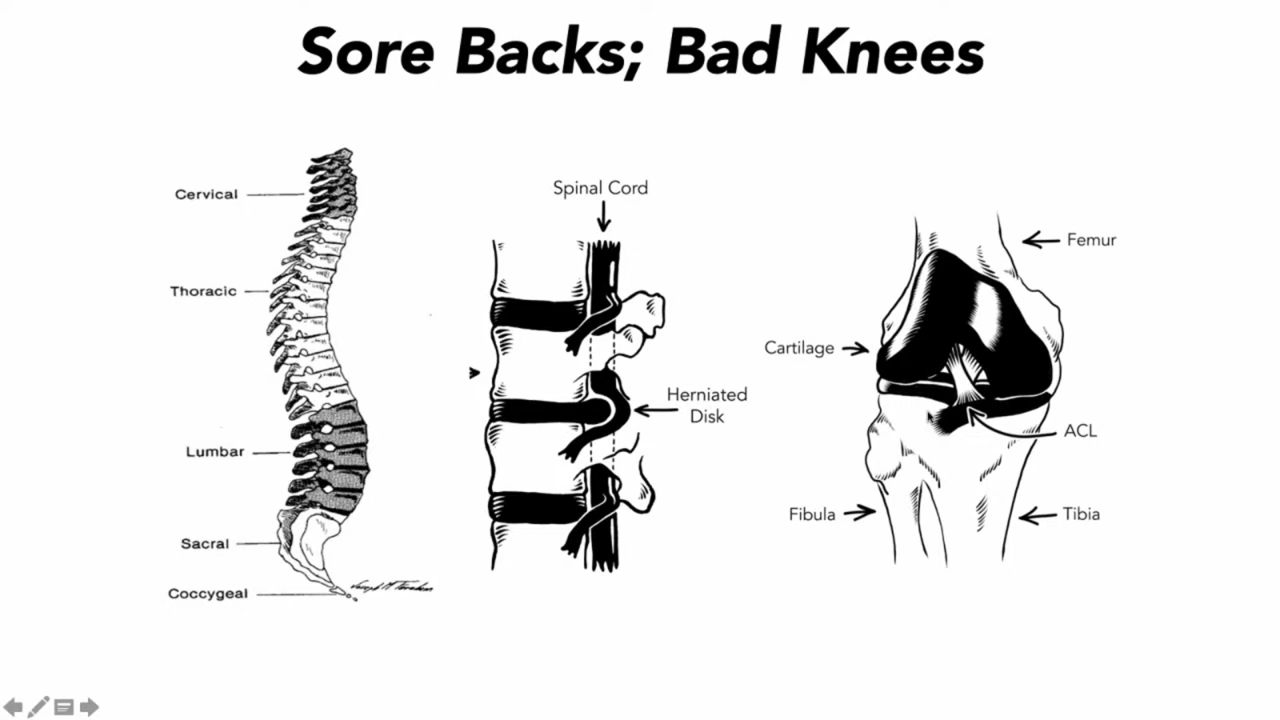 Sore Backs; Bad Knees
Cervical
Thoracic
Lumbar
Sacral
Coccygeal
Spinal Cord
Herniated
Disk
Femur
Cartilage
ACL
Fibula
Tibia